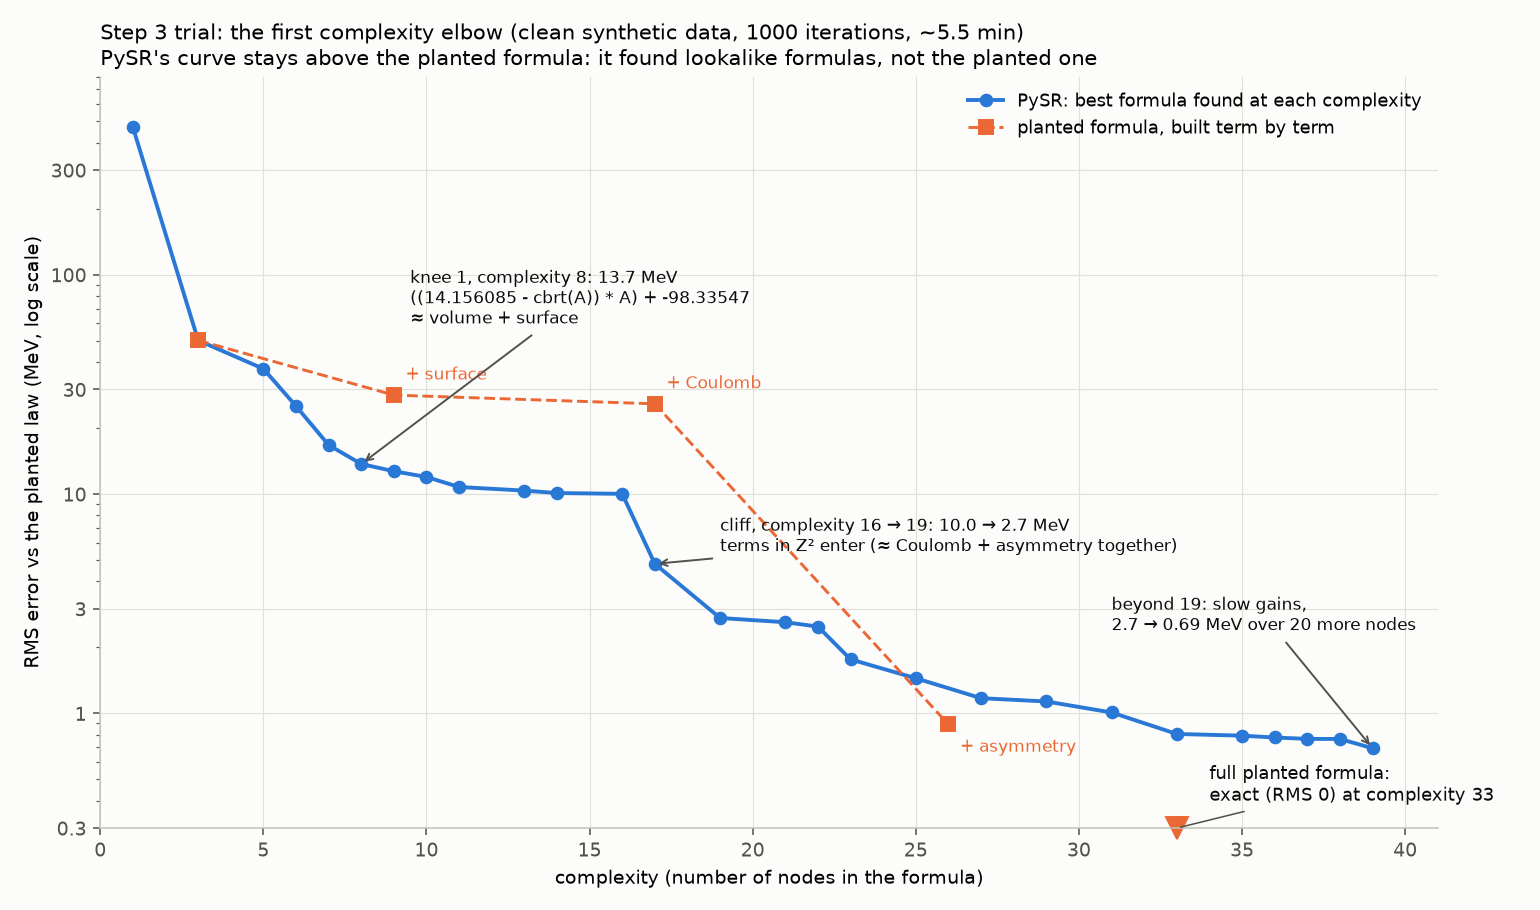 Step 3 trial: the first complexity elbow (clean synthetic data, 1000 iterations, ~5.5 min)
PySR's curve stays above the planted formula: it found lookalike formulas, not the planted one
PySR: best formula found at each complexity
planted formula, built term by term
RMS error vs the planted law (MeV, log scale)
300
100
30
10
3
1
0.3
knee 1, complexity 8: 13.7 MeV
((14.156085 - cbrt(A)) * A) + -98.33547
≈ volume + surface
+ surface
+ Coulomb
cliff, complexity 16 → 19: 10.0 → 2.7 MeV
terms in Z² enter (≈ Coulomb + asymmetry together)
beyond 19: slow gains,
2.7 → 0.69 MeV over 20 more nodes
+ asymmetry
full planted formula:
exact (RMS 0) at complexity 33
0
5
10
15
20
25
30
35
40
complexity (number of nodes in the formula)